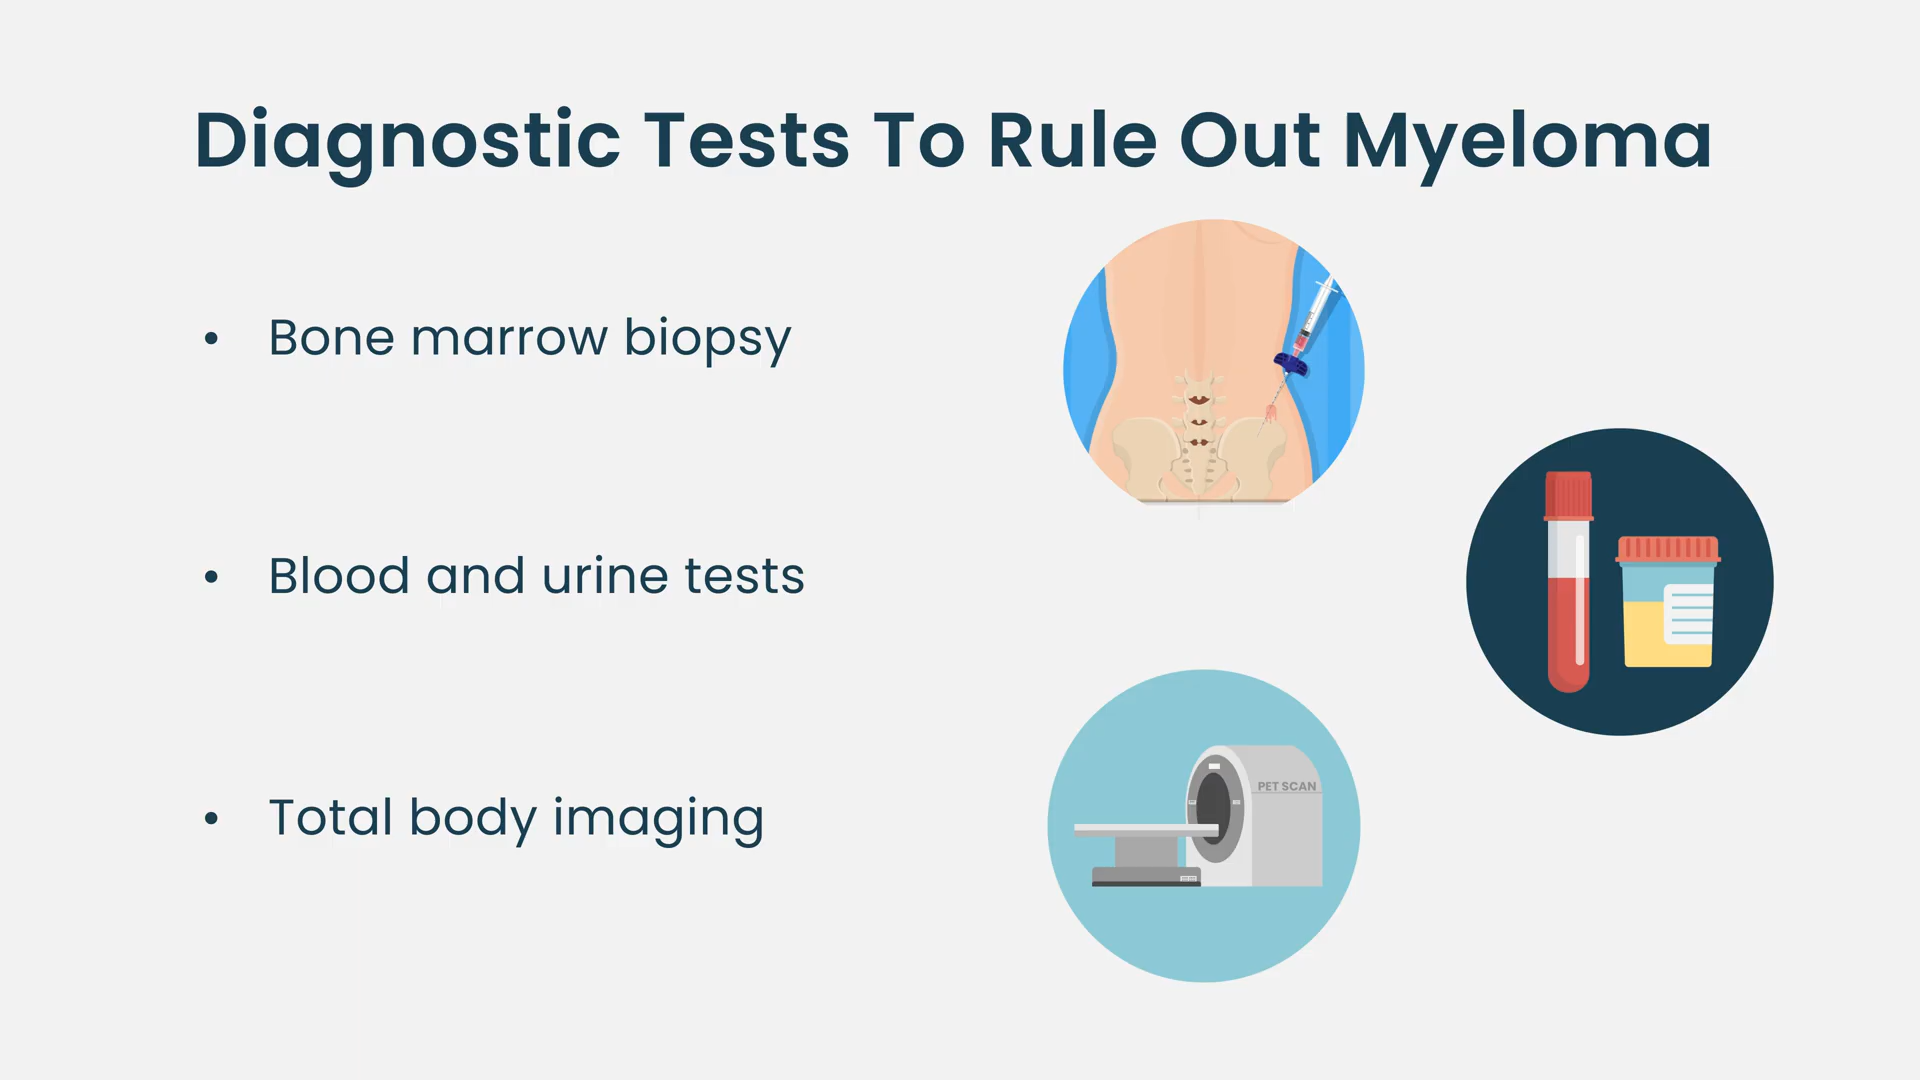 Diagnostic Tests To Rule Out Myeloma
• Bone marrow biopsy
• Blood and urine tests
• Total body imaging
PET SCAN